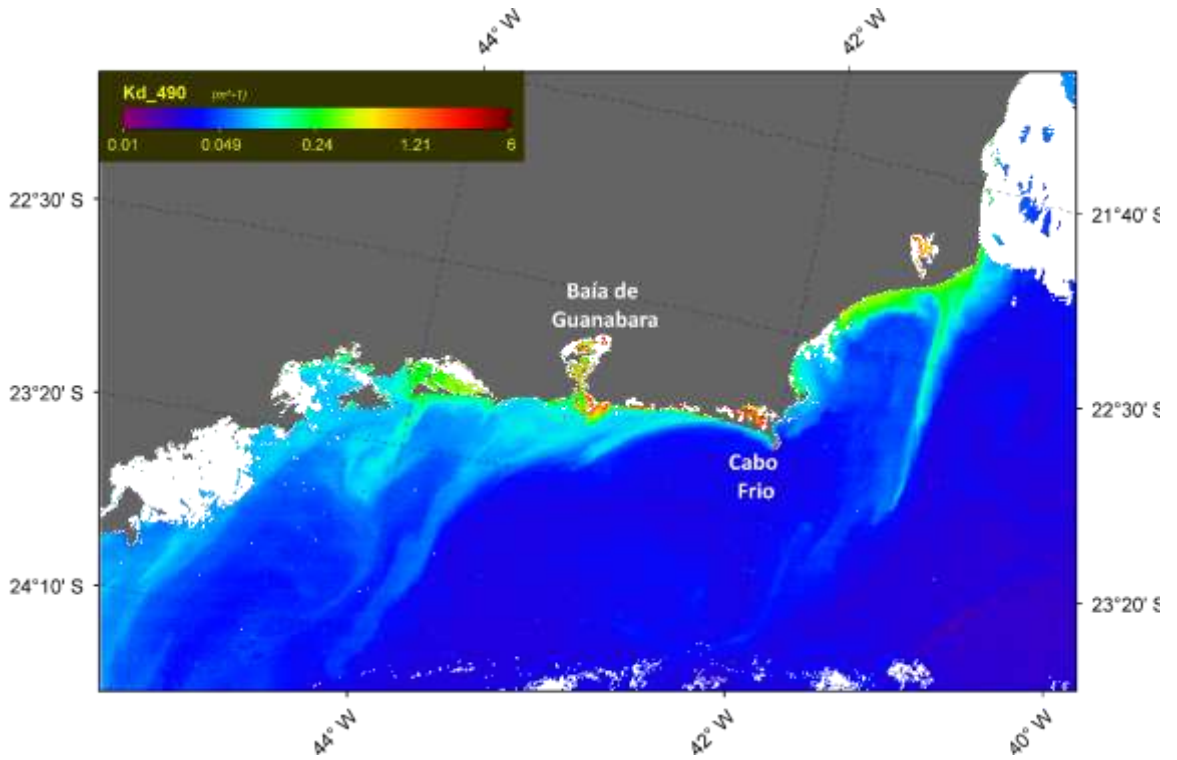 44° W
42° W
Kd_490 (m^-1)
0.01 0.049 0.24 1.21 6
22°30' S
21°40' S
Baía de
Guanabara
23°20' S
22°30' S
Cabo
Frio
24°10' S
23°20' S
44° W
42° W
40° W